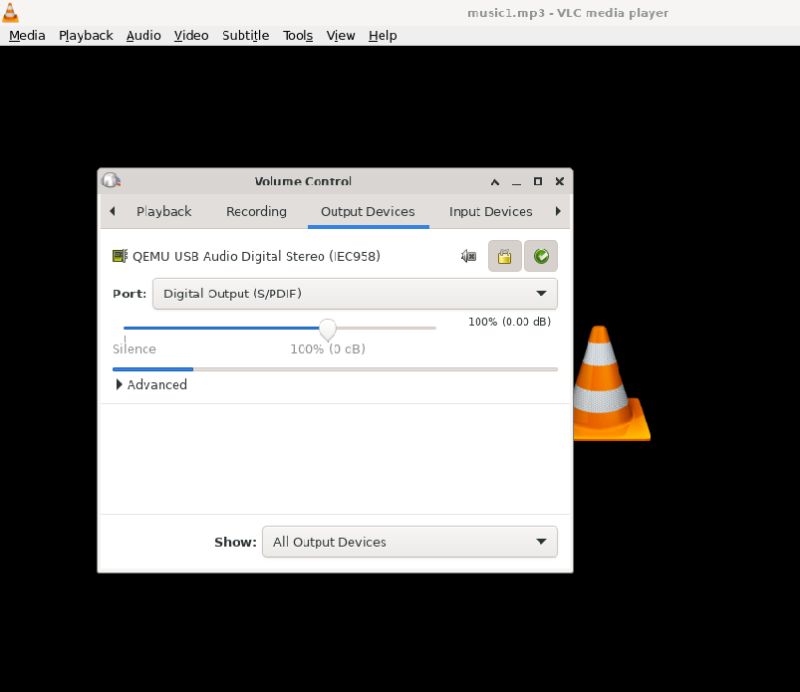 music1.mp3 - VLC media player
Media Playback Audio Video Subtitle Tools View Help
Volume Control
Playback Recording Output Devices Input Devices
QEMU USB Audio Digital Stereo (IEC958)
Port: Digital Output (S/PDIF)
100% (0.00 dB)
Silence 100% (0 dB)
Advanced
Show: All Output Devices